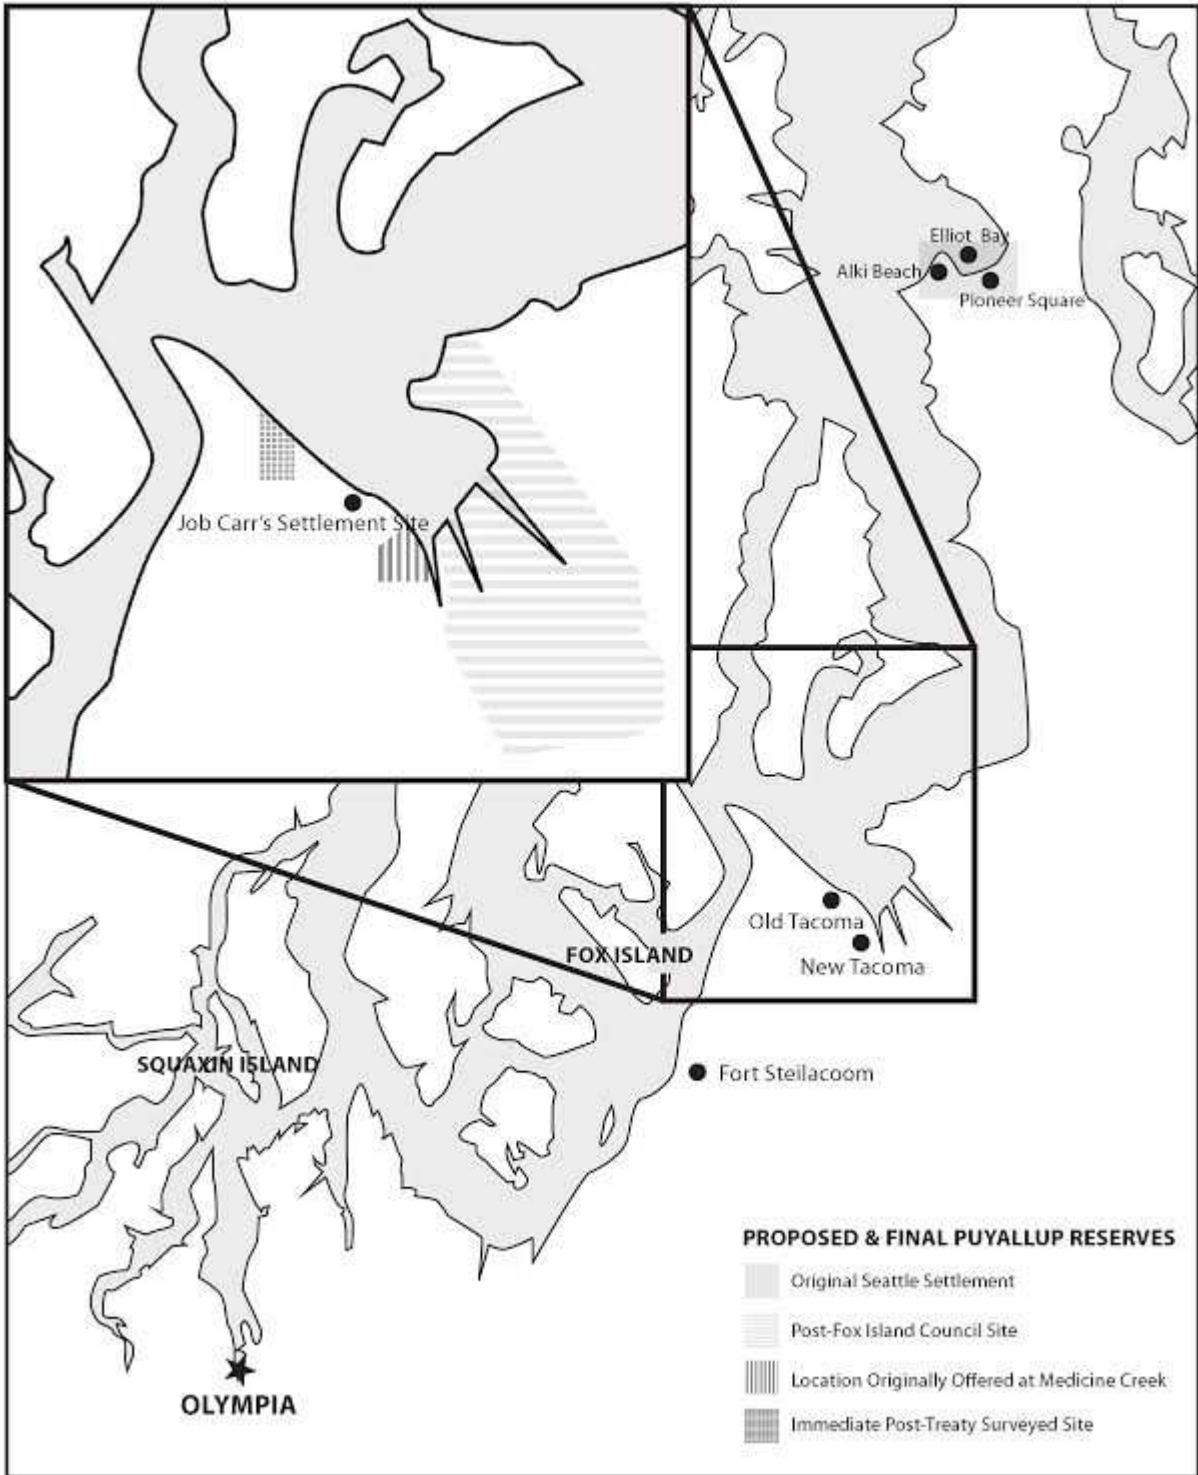 Elliot Bay
Alki Beach
Pioneer Square
Job Carr's Settlement Site
Old Tacoma
New Tacoma
FOX ISLAND
SQUAXIN ISLAND
Fort Steilacoom
OLYMPIA
PROPOSED & FINAL PUYALLUP RESERVES
Original Seattle Settlement
Post-Fox Island Council Site
Location Originally Offered at Medicine Creek
Immediate Post-Treaty Surveyed Site